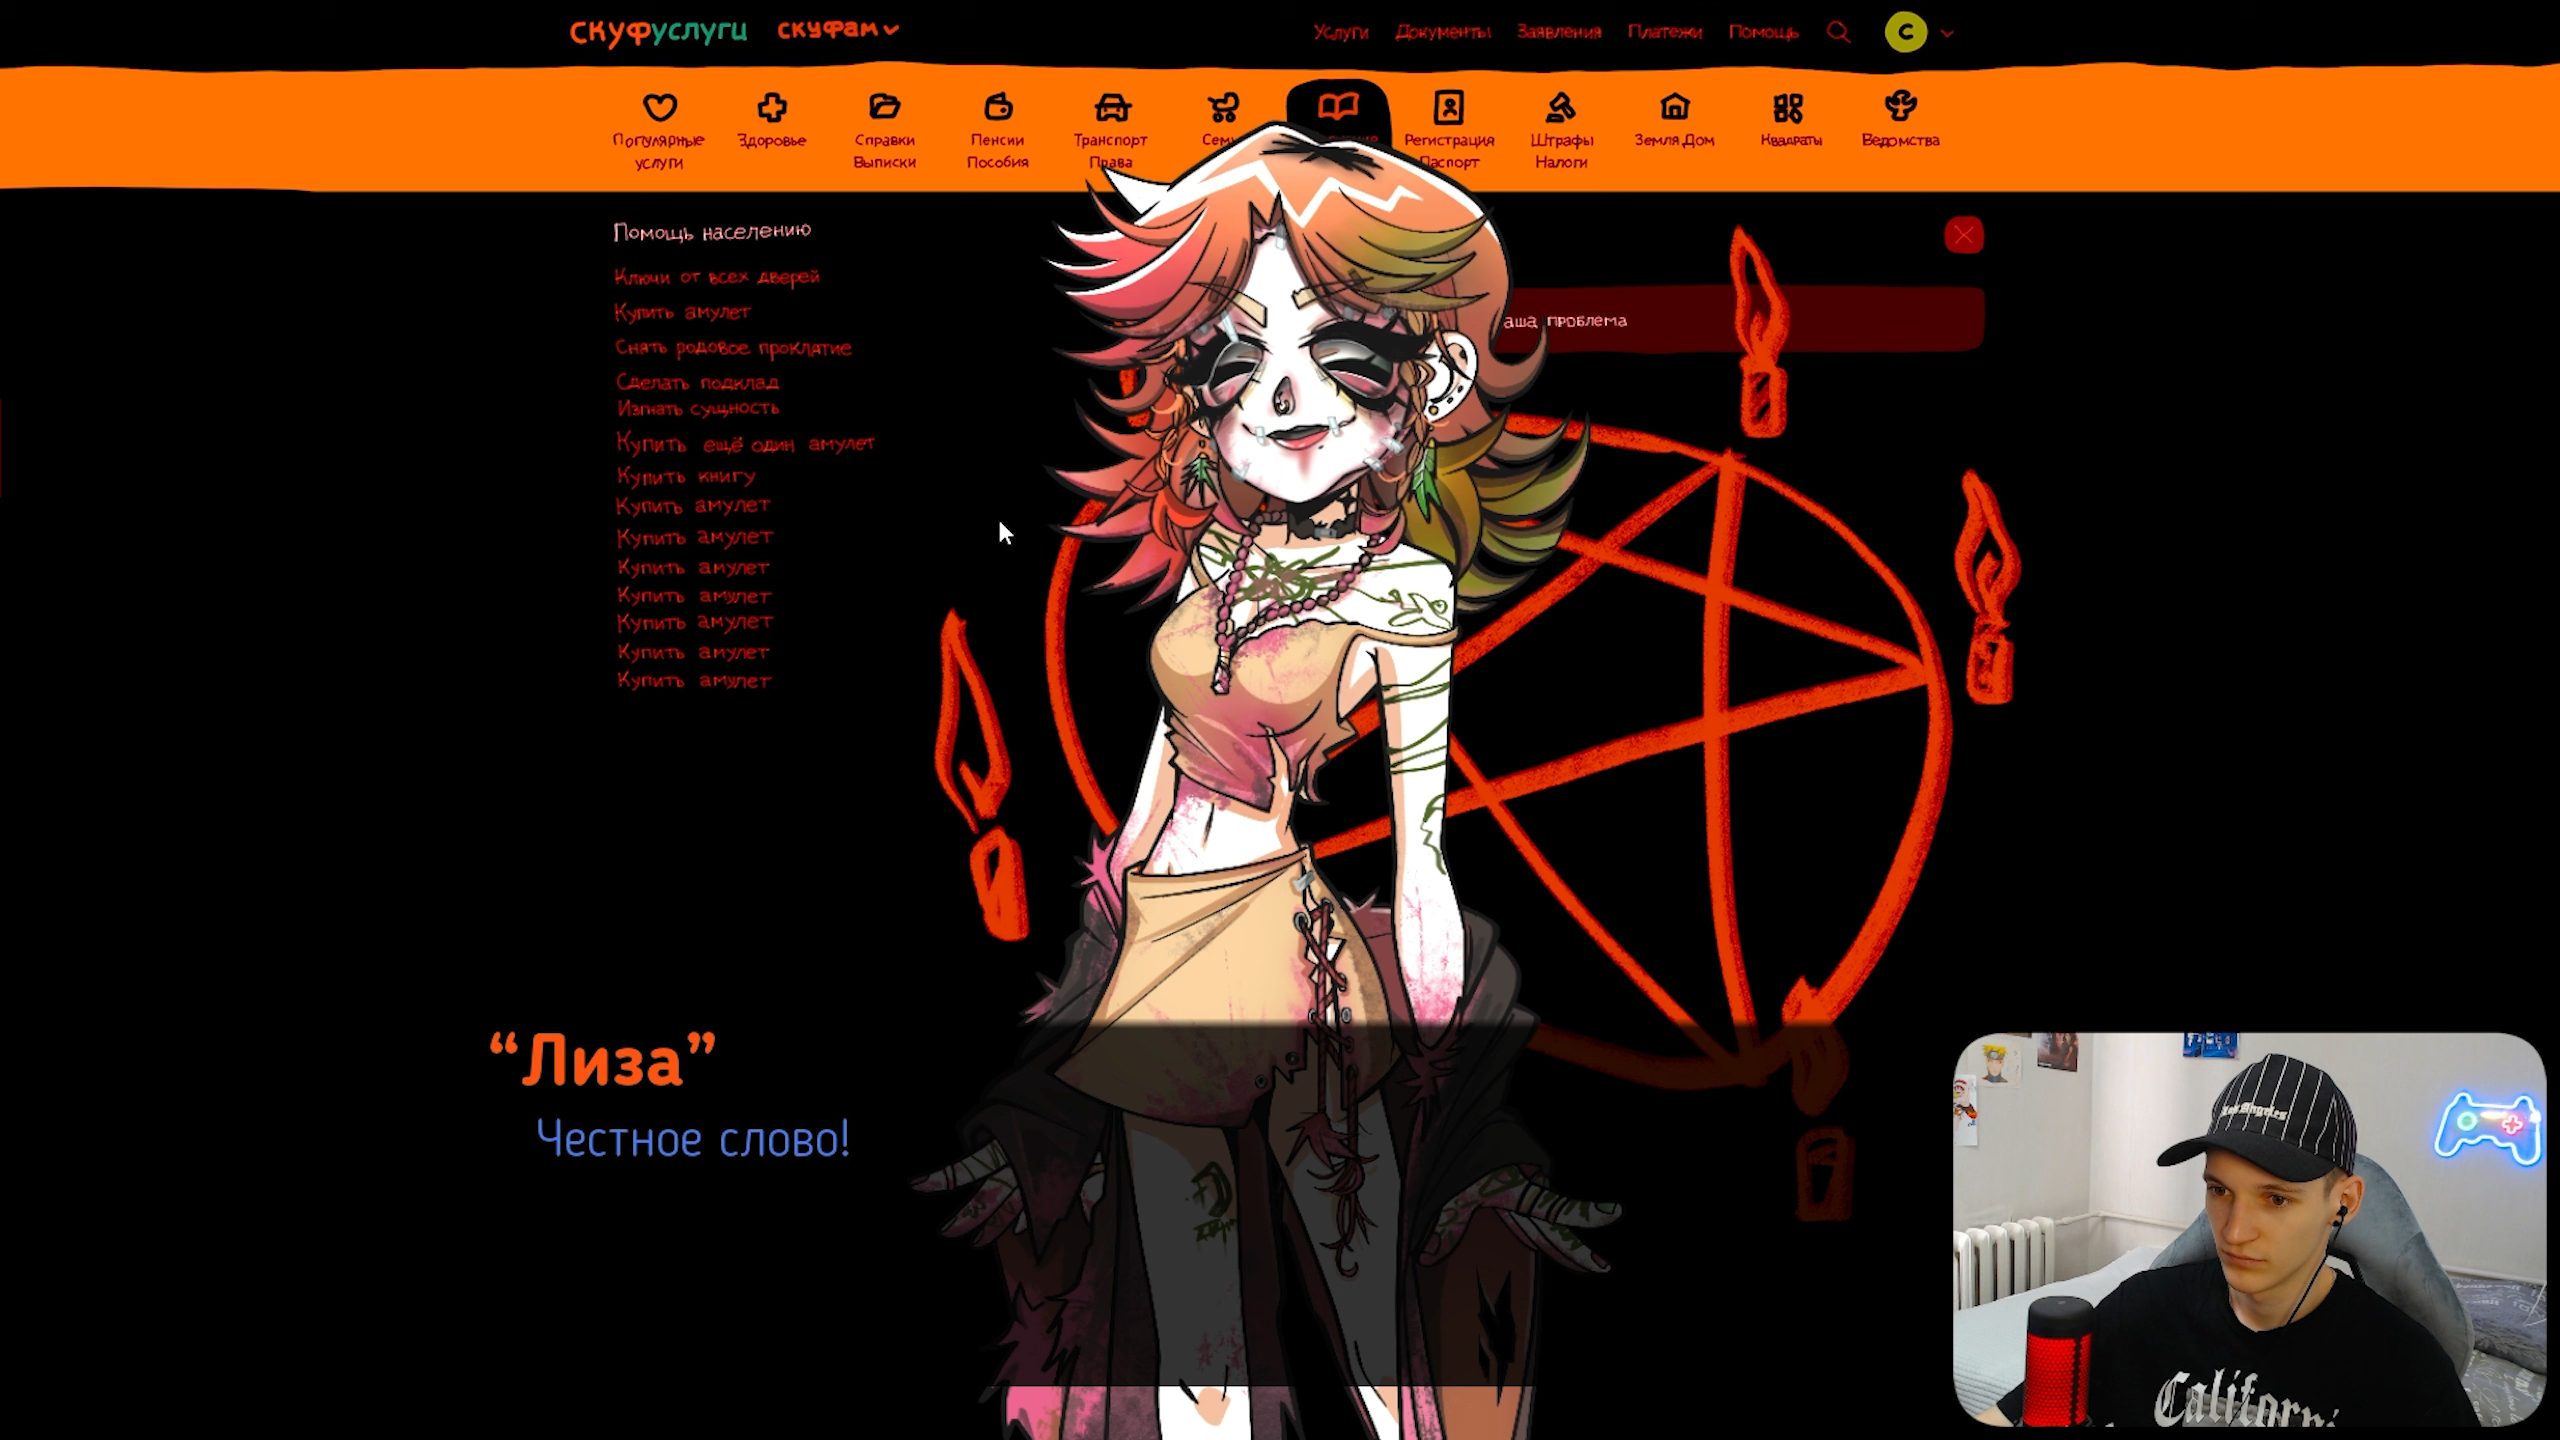 скуфуслуги скуфам
Услуги Документы Заявления Платежи Помощь С
Популярные услуги
Здоровье
Справки Выписки
Пенсии Пособия
Транспорт Права
Регистрация Паспорт
Штрафы Налоги
Земля Дом
Квадраты
Ведомства
Помощь населению
Ключи от всех дверей
Купить амулет
Снять родовое проклятие
Сделать подклад
Изгнать сущность
Купить ещё один амулет
Купить книгу
Купить амулет
Купить амулет
Купить амулет
Купить амулет
Купить амулет
Купить амулет
Купить амулет
аша проблема
“Лиза”
Честное слово!
Los Angeles